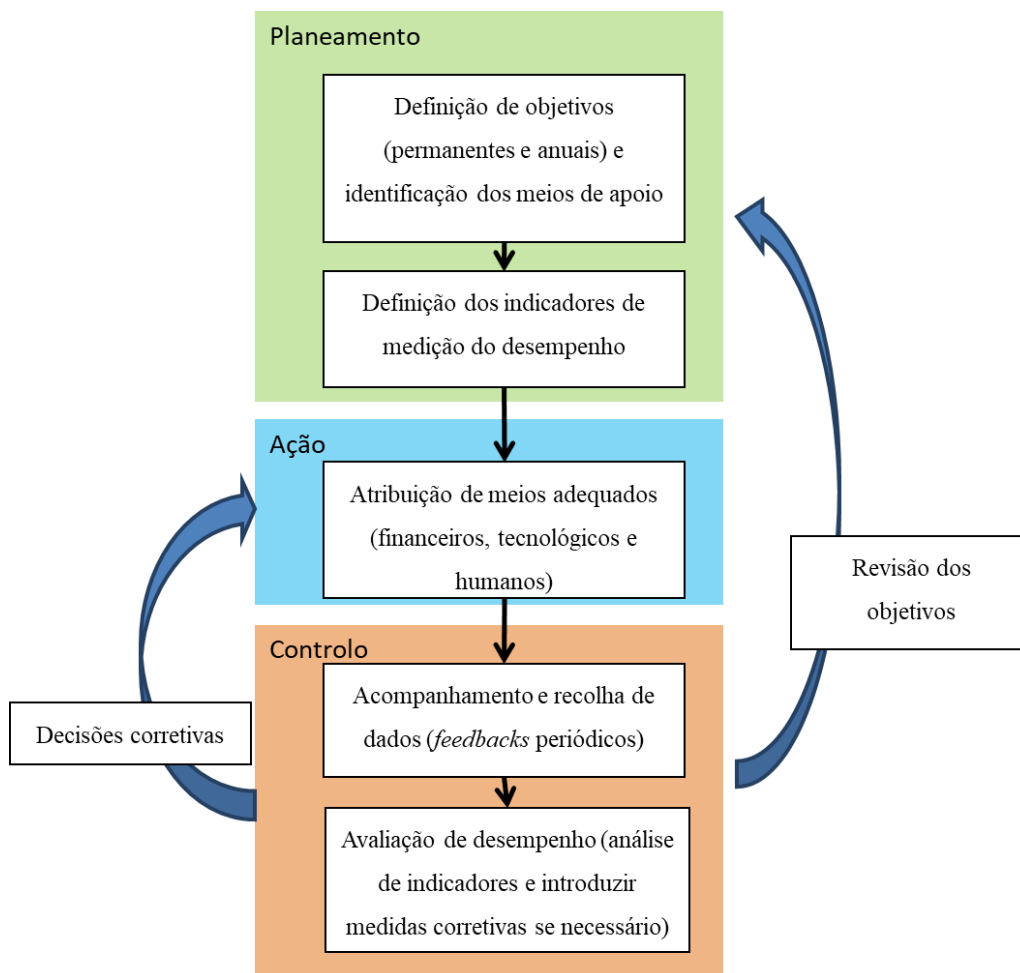 Planeamento
Definição de objetivos
(permanentes e anuais) e
identificação dos meios de apoio
Definição dos indicadores de
medição do desempenho
Ação
Atribuição de meios adequados
(financeiros, tecnológicos e
humanos)
Revisão dos
objetivos
Controlo
Acompanhamento e recolha de
dados (feedbacks periódicos)
Decisões corretivas
Avaliação de desempenho (análise
de indicadores e introduzir
medidas corretivas se necessário)